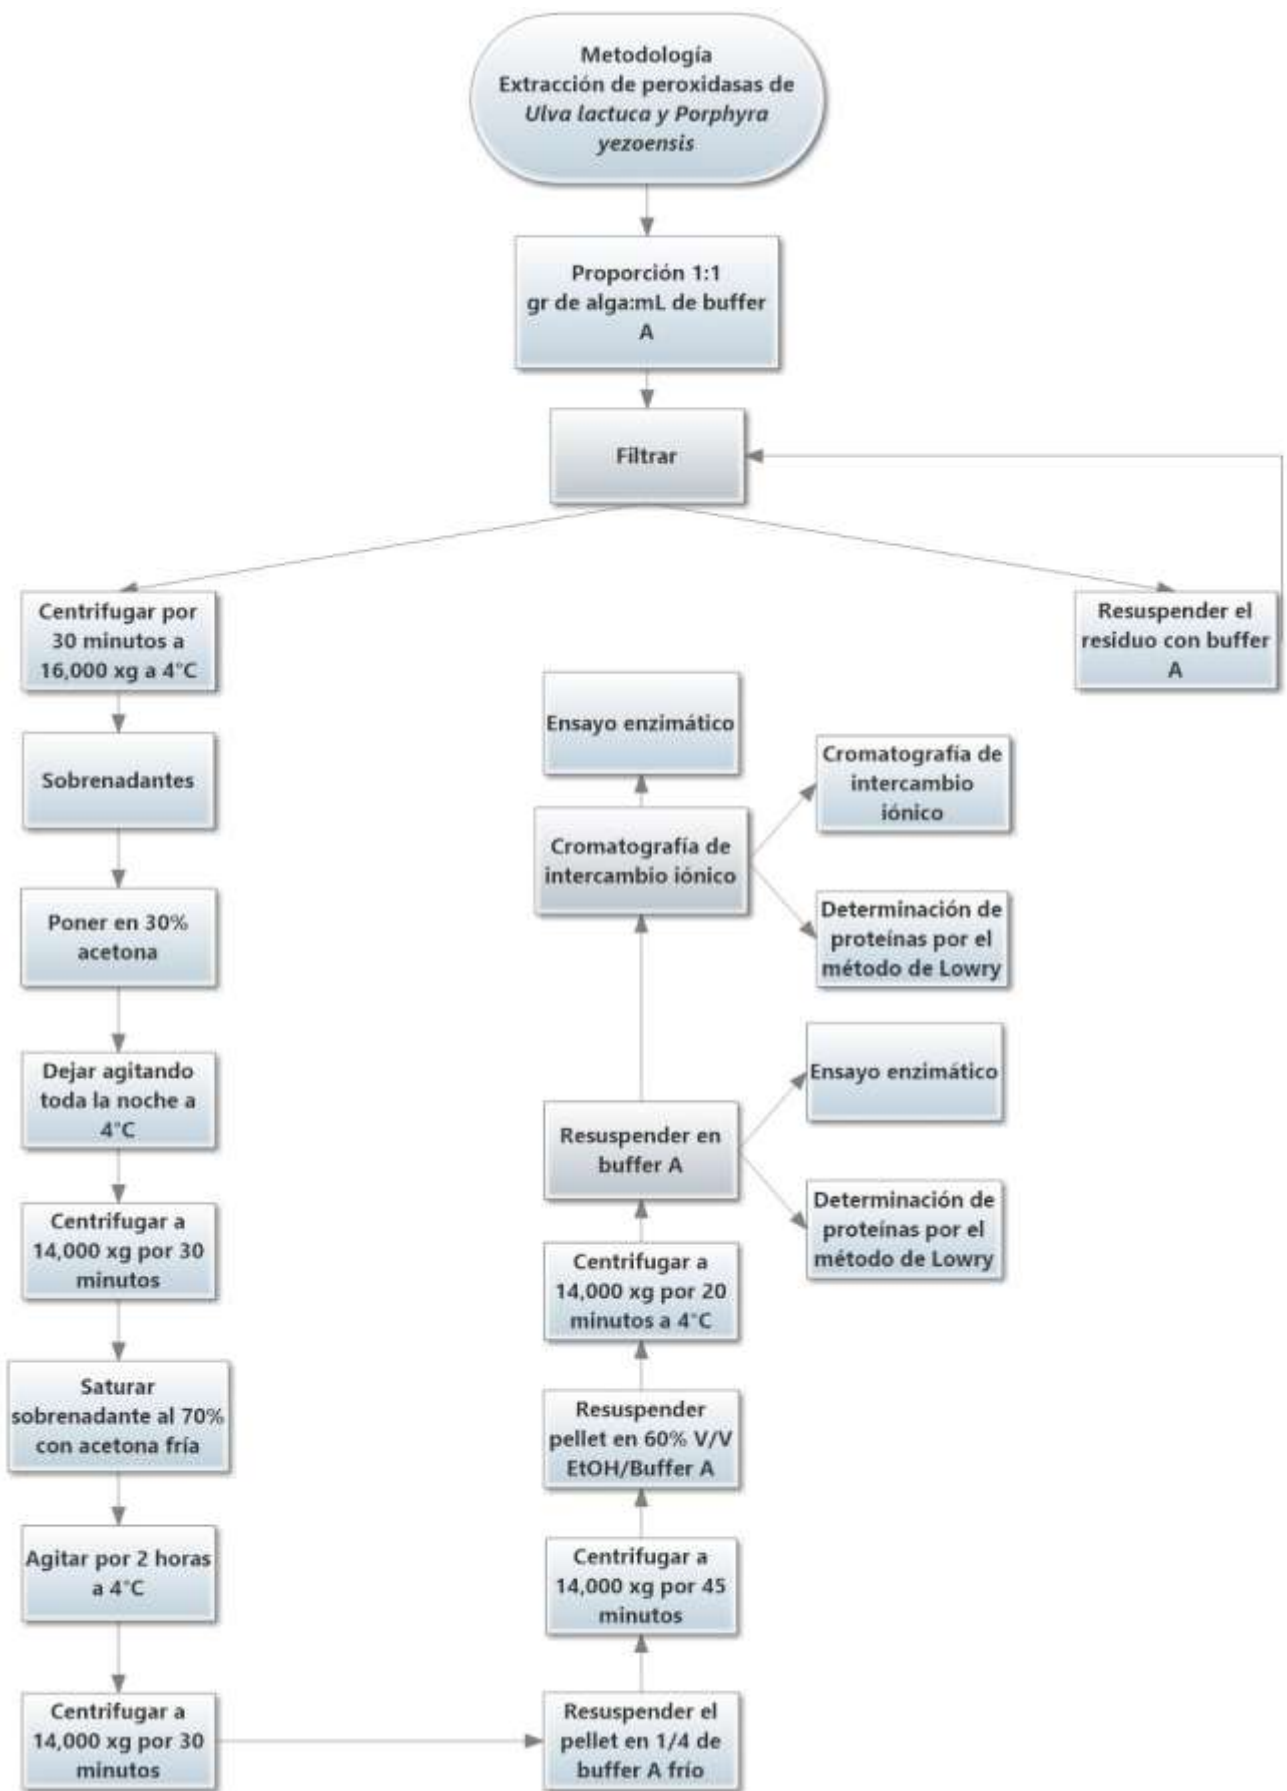 Metodología
Extracción de peroxidasas de
Ulva lactuca y Porphyra
yezoensis
Proporción 1:1
gr de alga:mL de buffer
A
Filtrar
Centrifugar por
30 minutos a
16,000 xg a 4°C
Resuspender el
residuo con buffer
A
Sobrenadantes
Poner en 30%
acetona
Dejar agitando
toda la noche a
4°C
Centrifugar a
14,000 xg por 30
minutos
Saturar
sobrenadante al 70%
con acetona fría
Agitar por 2 horas
a 4°C
Centrifugar a
14,000 xg por 30
minutos
Resuspender el
pellet en 1/4 de
buffer A frío
Centrifugar a
14,000 xg por 45
minutos
Resuspender
pellet en 60% V/V
EtOH/Buffer A
Centrifugar a
14,000 xg por 20
minutos a 4°C
Resuspender en
buffer A
Ensayo enzimático
Determinación de
proteínas por el
método de Lowry
Cromatografía de
intercambio iónico
Ensayo enzimático
Cromatografía de
intercambio
iónico
Determinación de
proteínas por el
método de Lowry